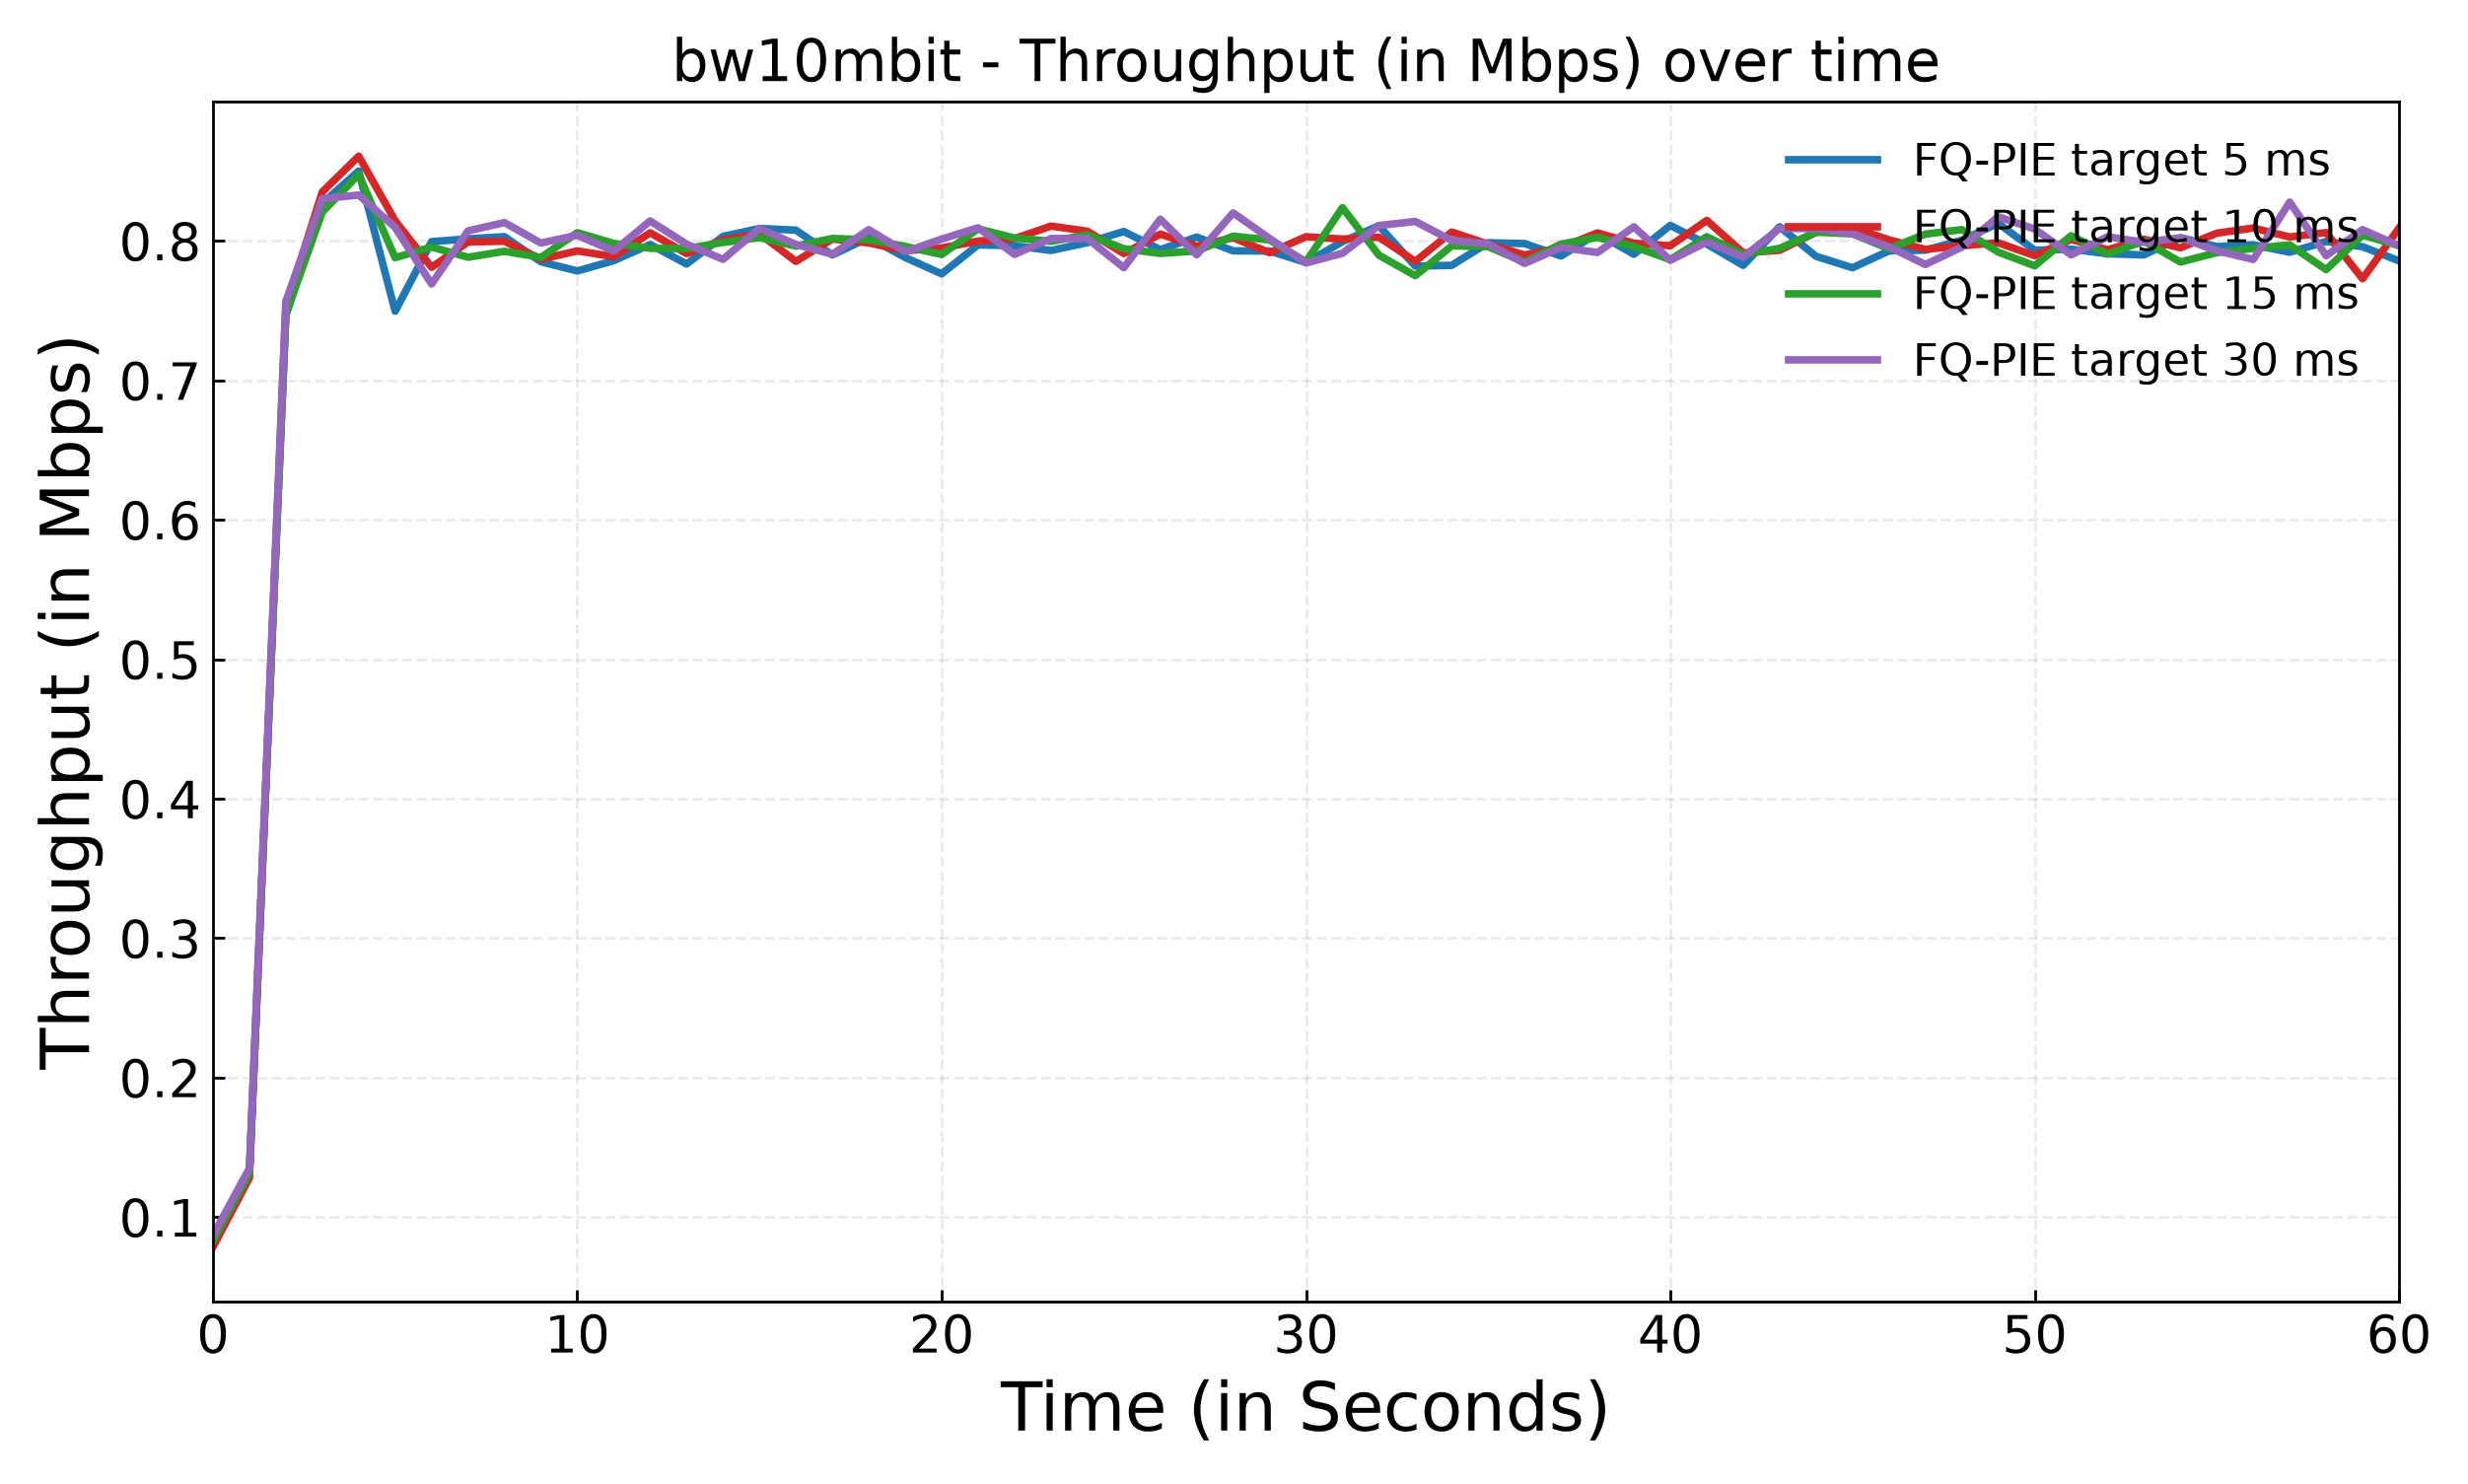 bw10mbit - Throughput (in Mbps) over time
FQ-PIE target 5 ms
FQ-PIE target 10 ms
FQ-PIE target 15 ms
FQ-PIE target 30 ms
Throughput (in Mbps)
0.8
0.7
0.6
0.5
0.4
0.3
0.2
0.1
0 10 20 30 40 50 60
Time (in Seconds)